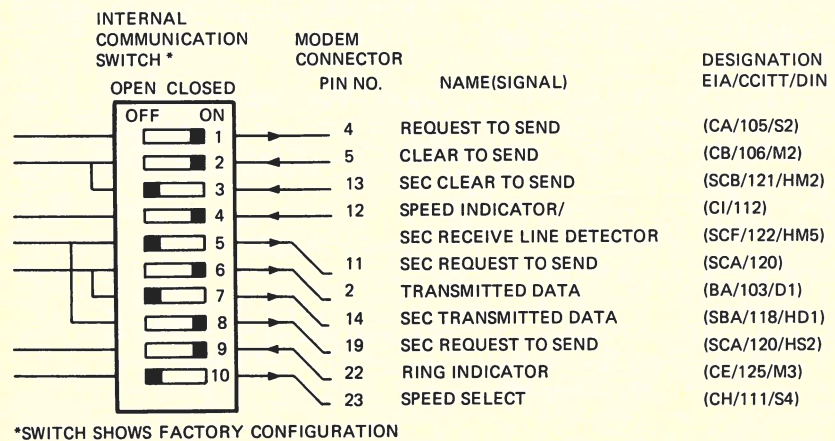 INTERNAL
COMMUNICATION
SWITCH *
MODEM
CONNECTOR
PIN NO.
NAME(SIGNAL)
DESIGNATION
EIA/CCITT/DIN
OPEN CLOSED
OFF ON
1 4 REQUEST TO SEND (CA/105/S2)
2 5 CLEAR TO SEND (CB/106/M2)
3 13 SEC CLEAR TO SEND (SCB/121/HM2)
4 12 SPEED INDICATOR/ (CI/112)
5 SEC RECEIVE LINE DETECTOR (SCF/122/HM5)
6 11 SEC REQUEST TO SEND (SCA/120)
7 2 TRANSMITTED DATA (BA/103/D1)
8 14 SEC TRANSMITTED DATA (SBA/118/HD1)
9 19 SEC REQUEST TO SEND (SCA/120/HS2)
10 22 RING INDICATOR (CE/125/M3)
23 SPEED SELECT (CH/111/S4)
*SWITCH SHOWS FACTORY CONFIGURATION